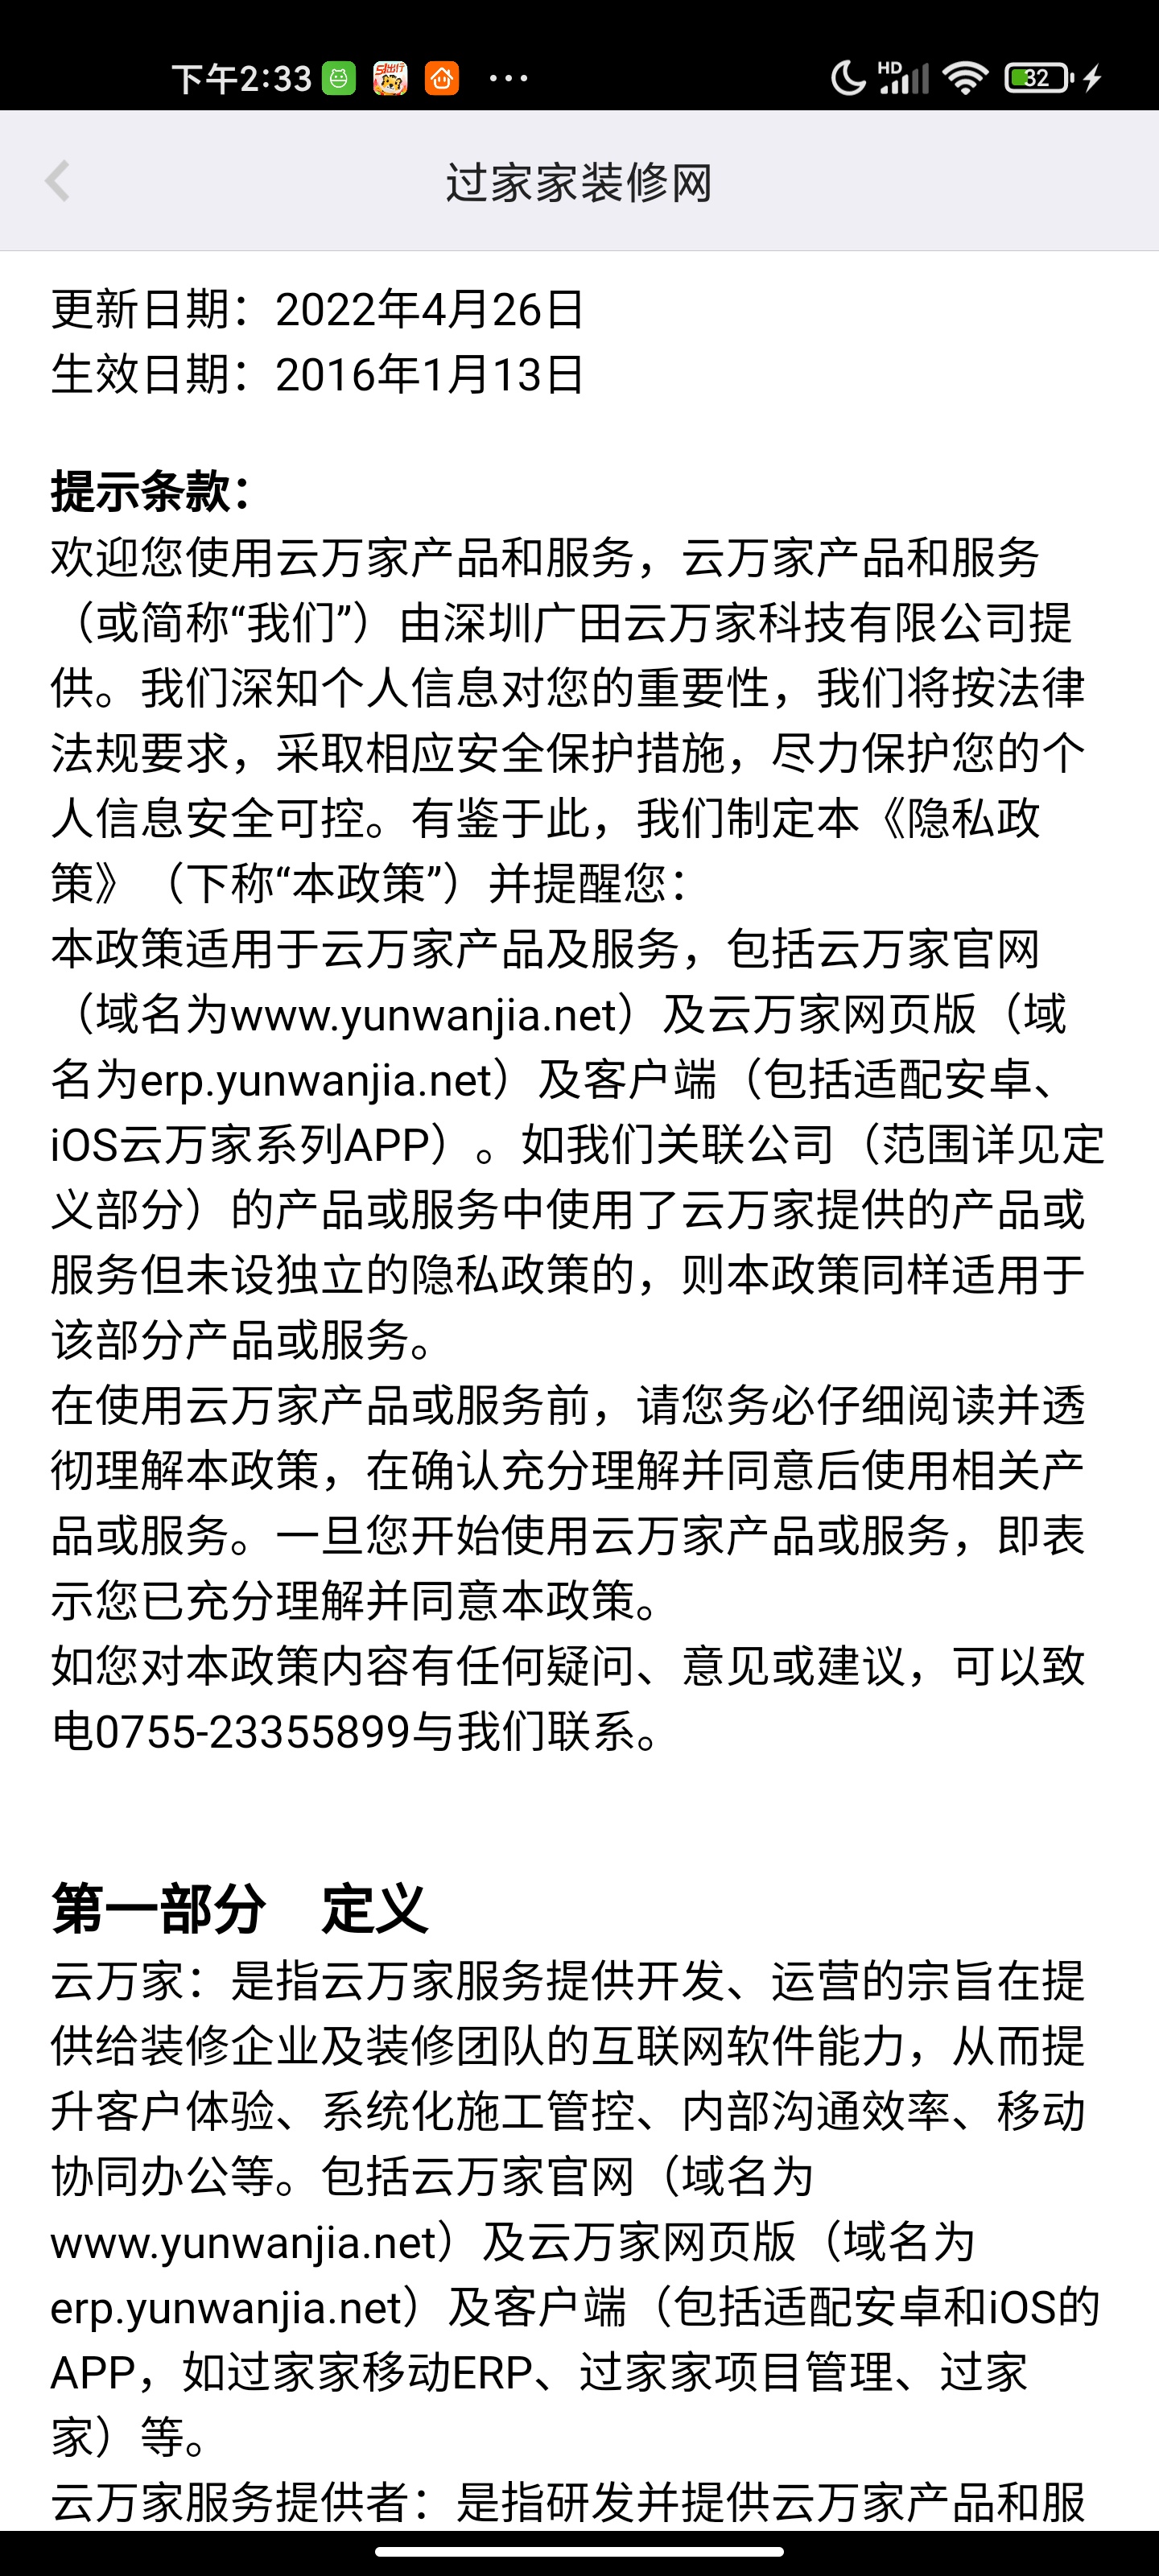 下午2:33
51出行
...
HD
32
过家家装修网
更新日期：2022年4月26日
生效日期：2016年1月13日
提示条款：
欢迎您使用云万家产品和服务，云万家产品和服务
（或简称“我们”）由深圳广田云万家科技有限公司提
供。我们深知个人信息对您的重要性，我们将按法律
法规要求，采取相应安全保护措施，尽力保护您的个
人信息安全可控。有鉴于此，我们制定本《隐私政
策》（下称“本政策”）并提醒您：
本政策适用于云万家产品及服务，包括云万家官网
（域名为www.yunwanjia.net）及云万家网页版（域
名为erp.yunwanjia.net）及客户端（包括适配安卓、
iOS云万家系列APP）。如我们关联公司（范围详见定
义部分）的产品或服务中使用了云万家提供的产品或
服务但未设独立的隐私政策的，则本政策同样适用于
该部分产品或服务。
在使用云万家产品或服务前，请您务必仔细阅读并透
彻理解本政策，在确认充分理解并同意后使用相关产
品或服务。一旦您开始使用云万家产品或服务，即表
示您已充分理解并同意本政策。
如您对本政策内容有任何疑问、意见或建议，可以致
电0755-23355899与我们联系。
第一部分　定义
云万家：是指云万家服务提供开发、运营的宗旨在提
供给装修企业及装修团队的互联网软件能力，从而提
升客户体验、系统化施工管控、内部沟通效率、移动
协同办公等。包括云万家官网（域名为
www.yunwanjia.net）及云万家网页版（域名为
erp.yunwanjia.net）及客户端（包括适配安卓和iOS的
APP，如过家家移动ERP、过家家项目管理、过家
家）等。
云万家服务提供者：是指研发并提供云万家产品和服